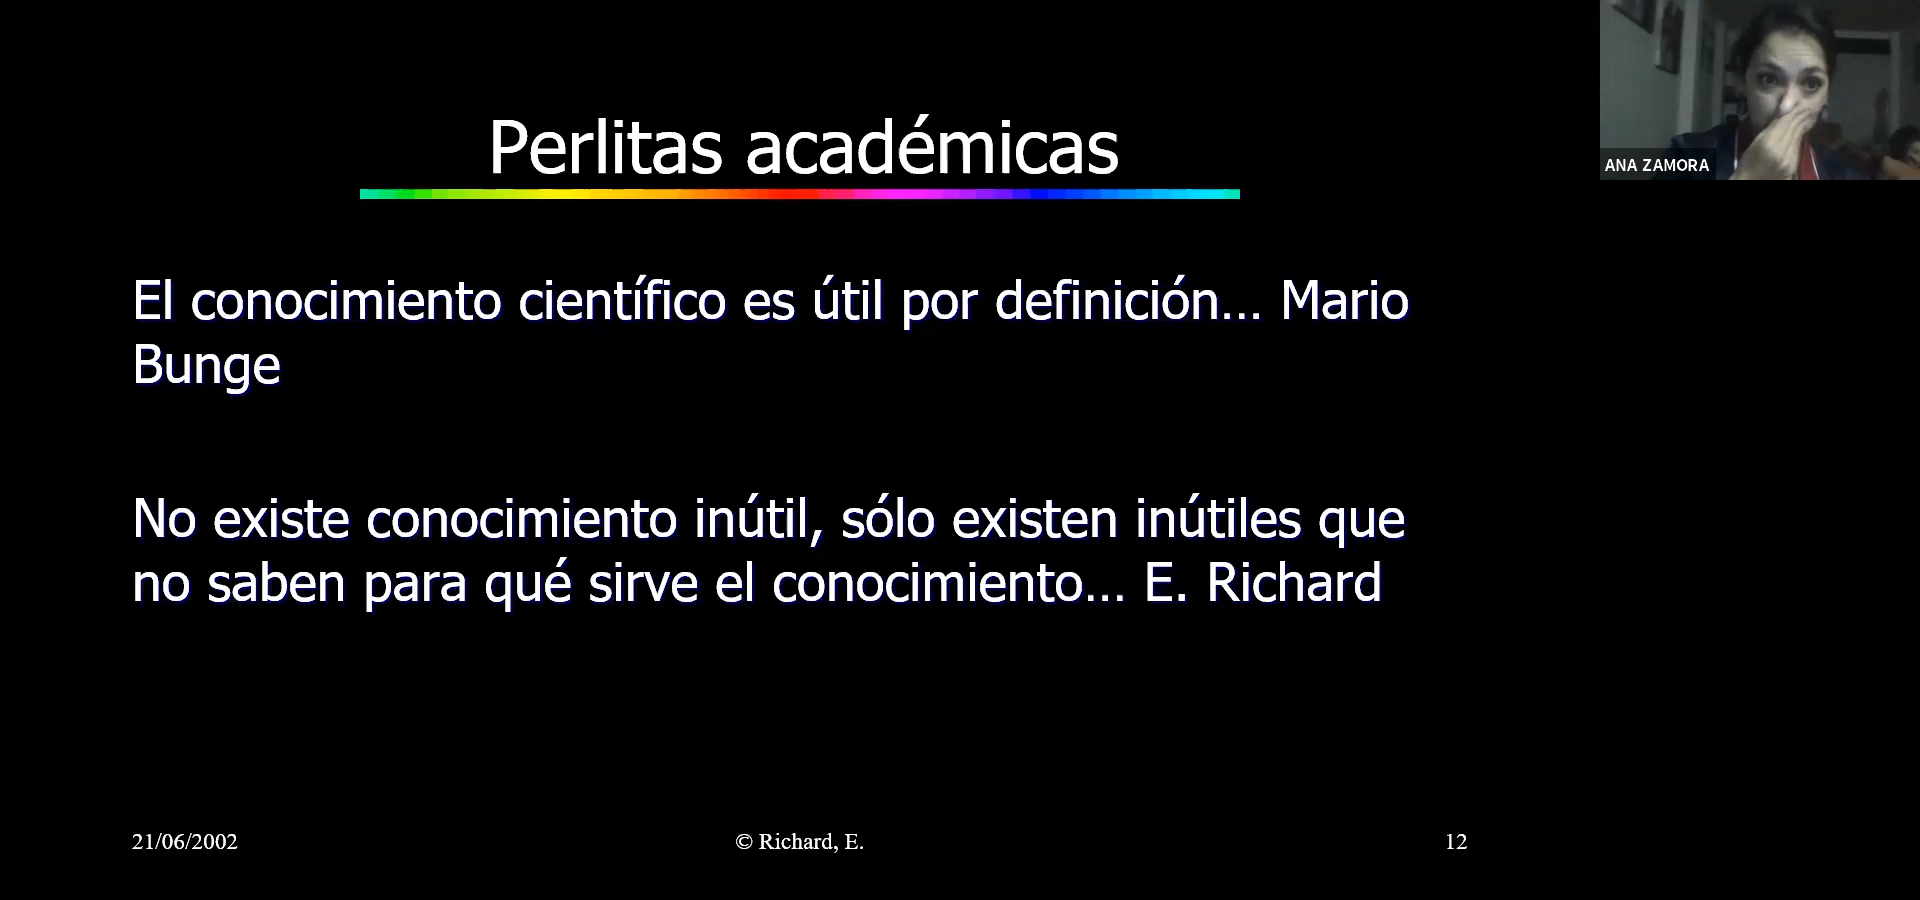 Perlitas académicas
ANA ZAMORA
El conocimiento científico es útil por definición... Mario
Bunge
No existe conocimiento inútil, sólo existen inútiles que
no saben para qué sirve el conocimiento... E. Richard
21/06/2002
© Richard, E.
12